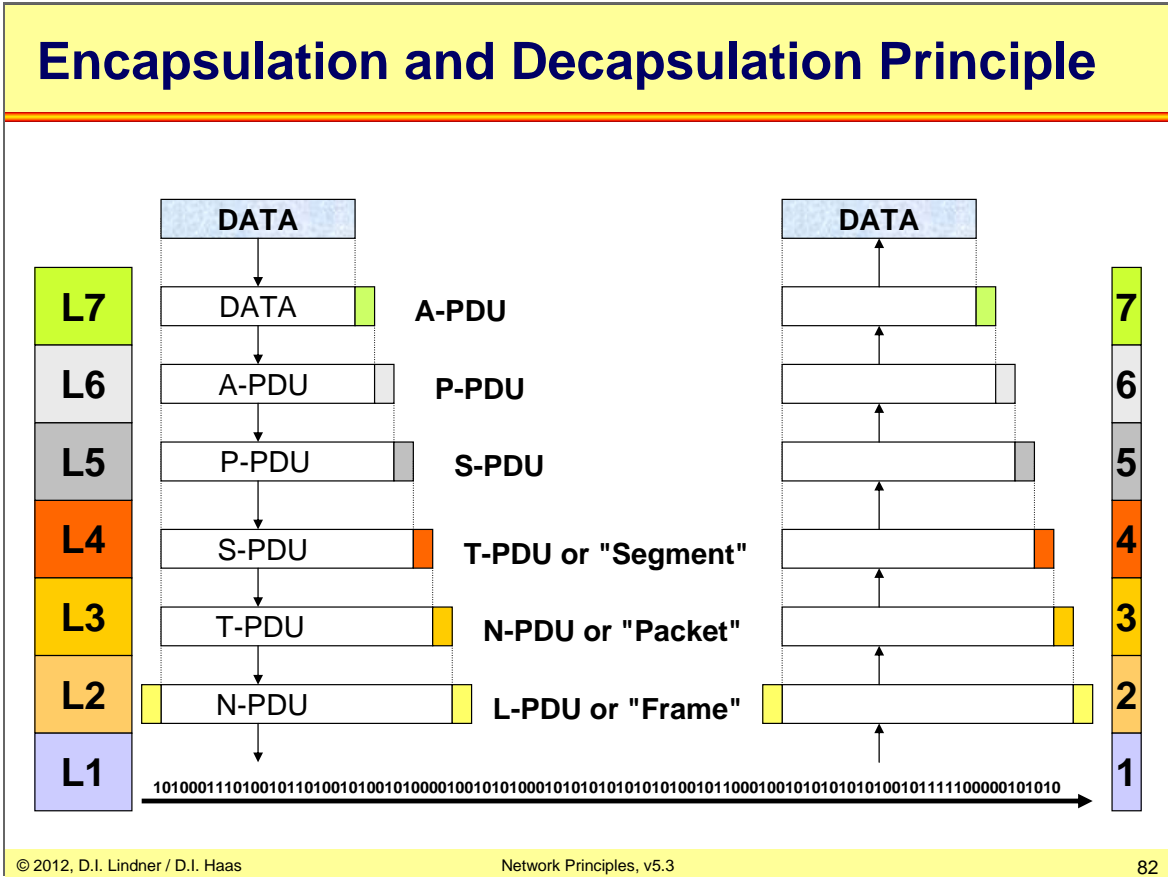 Encapsulation and Decapsulation Principle
DATA
DATA
L7
DATA
A-PDU
7
L6
A-PDU
P-PDU
6
L5
P-PDU
S-PDU
5
L4
S-PDU
T-PDU or "Segment"
4
L3
T-PDU
N-PDU or "Packet"
3
L2
N-PDU
L-PDU or "Frame"
2
L1
1
© 2012, D.I. Lindner / D.I. Haas
Network Principles, v5.3
82